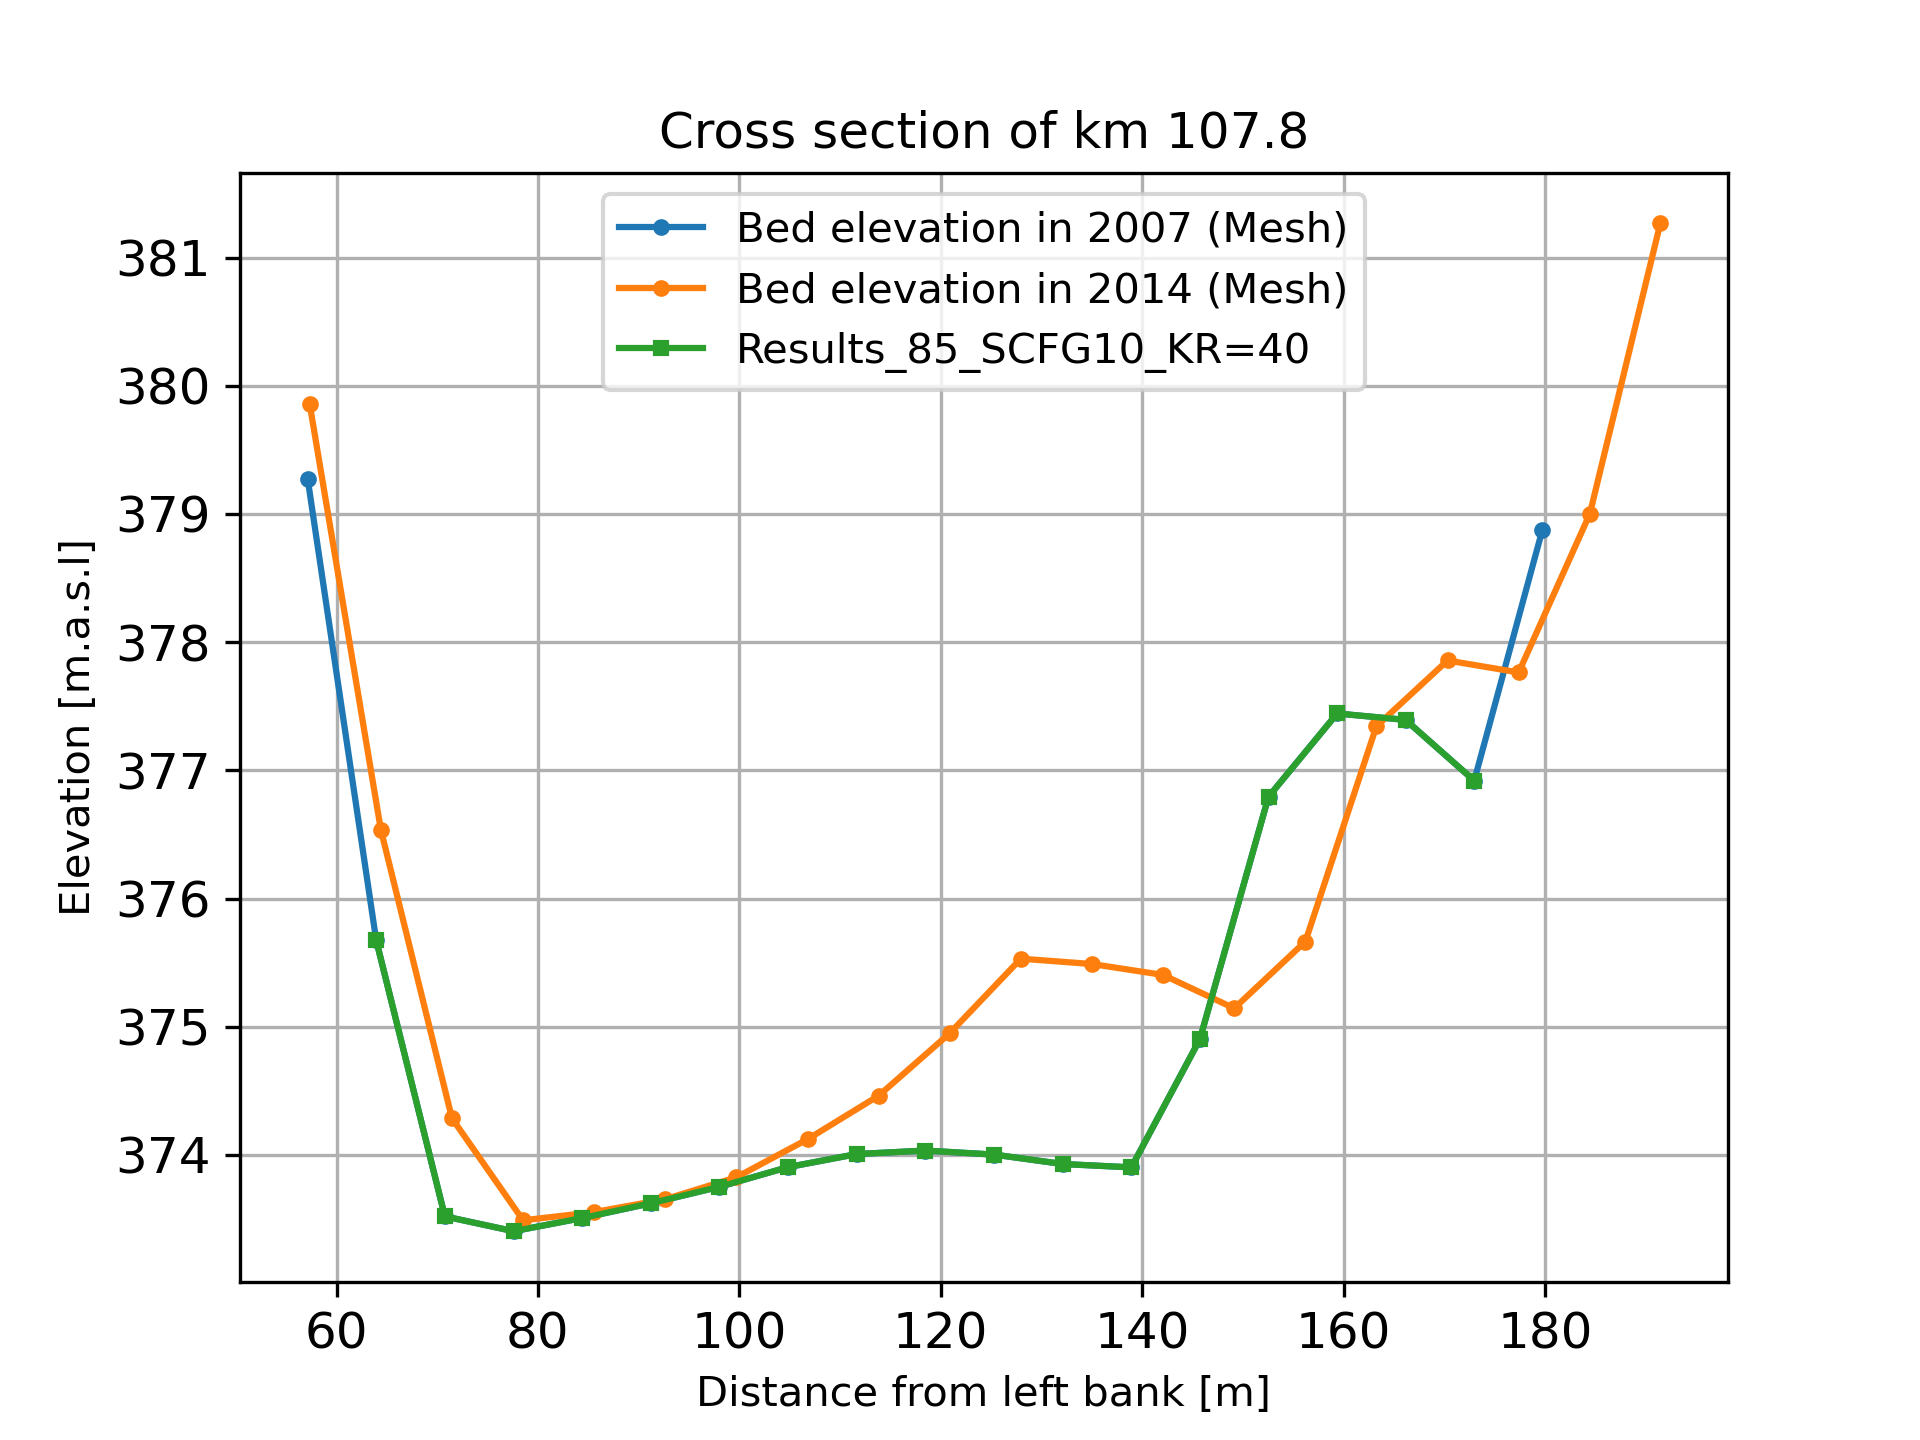 Cross section of km 107.8
Bed elevation in 2007 (Mesh)
Bed elevation in 2014 (Mesh)
Results_85_SCFG10_KR=40
Elevation [m.a.s.l]
381
380
379
378
377
376
375
374
60 80 100 120 140 160 180
Distance from left bank [m]